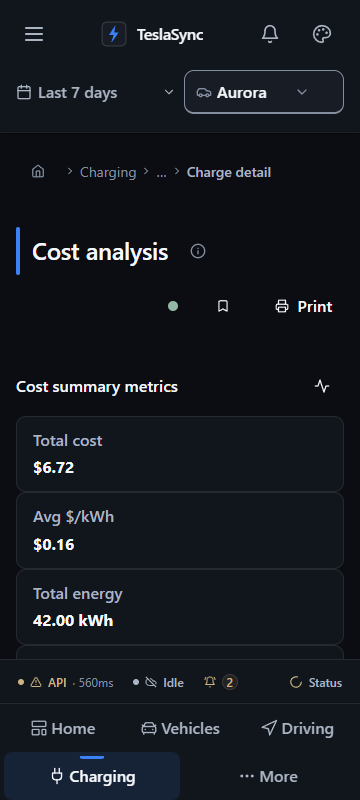 TeslaSync
Last 7 days
Aurora
Charging
...
Charge detail
Cost analysis
Print
Cost summary metrics
Total cost
$6.72
Avg $/kWh
$0.16
Total energy
42.00 kWh
API · 560ms
Idle
2
Status
Home
Vehicles
Driving
Charging
More